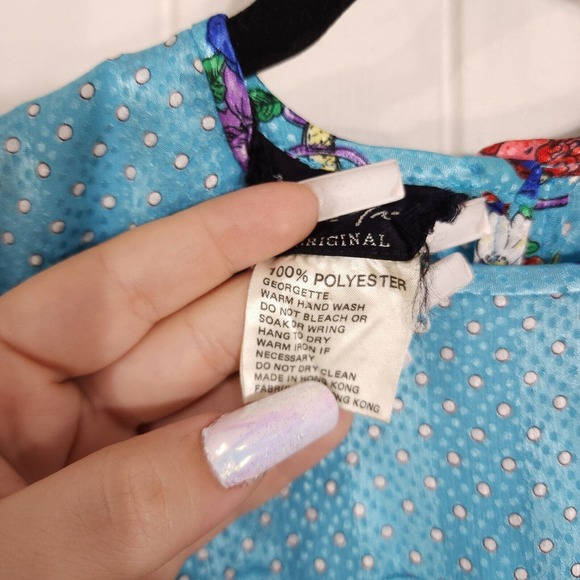 ORIGINAL
100% POLYESTER
GEORGETTE
WARM HAND WASH
DO NOT BLEACH OR
SOAK OR WRING
HANG TO DRY
WARM IRON IF
NECESSARY
DO NOT DRY CLEAN
MADE IN HONG KONG
KONG